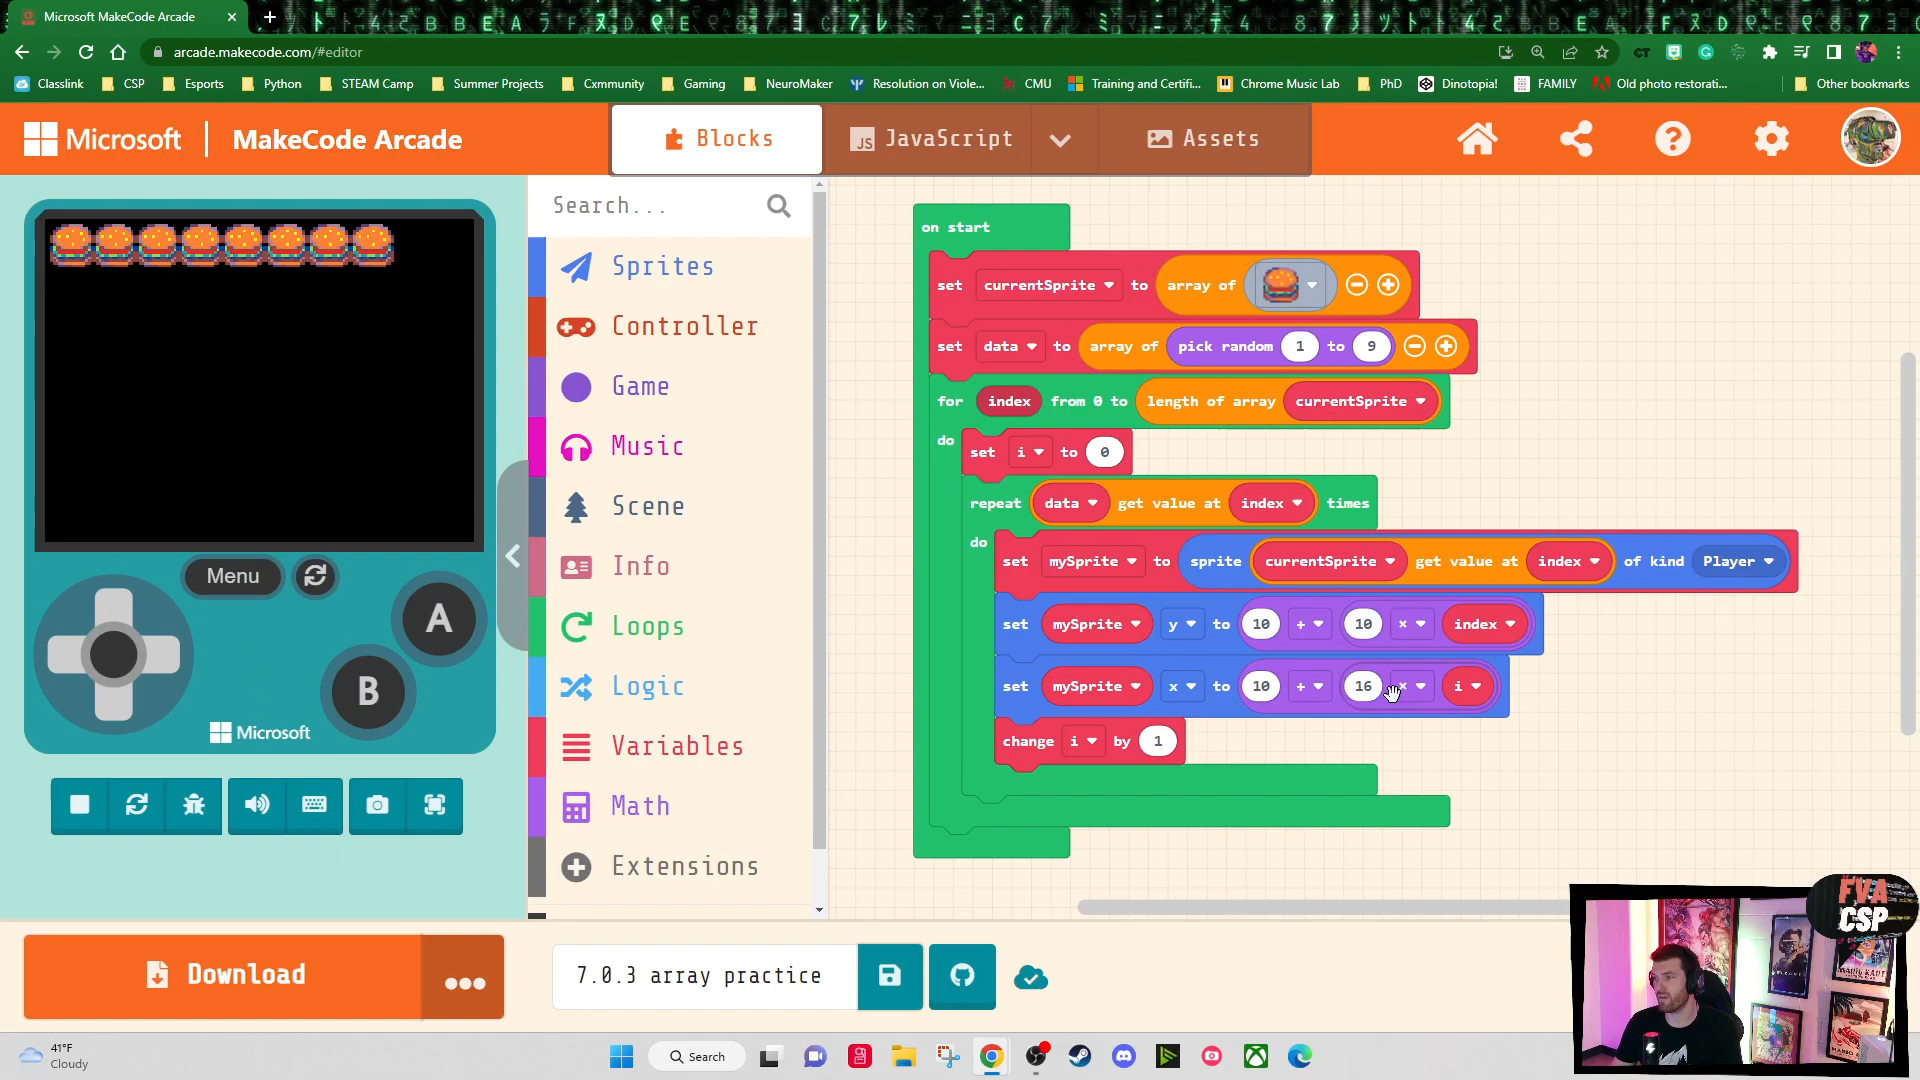 Microsoft MakeCode Arcade
arcade.makecode.com/#editor
Classlink
CSP
Esports
Python
STEAM Camp
Summer Projects
Cxmmunity
Gaming
NeuroMaker
Resolution on Viole...
CMU
Training and Certifi...
Chrome Music Lab
PhD
Dinotopia!
FAMILY
Old photo restorati...
Other bookmarks
Microsoft
MakeCode Arcade
Blocks
JavaScript
Assets
Search...
Sprites
Controller
Game
Music
Scene
Info
Loops
Logic
Variables
Math
Extensions
Menu
A
B
Microsoft
on start
set currentSprite to array of
set data to array of pick random 1 to 9
for index from 0 to length of array currentSprite
do
set i to 0
repeat data get value at index times
do
set mySprite to sprite currentSprite get value at index of kind Player
set mySprite y to 10 + 10 × index
set mySprite x to 10 + 16 × i
change i by 1
Download
7.0.3 array practice
FVA
CSP
41°F
Cloudy
Search